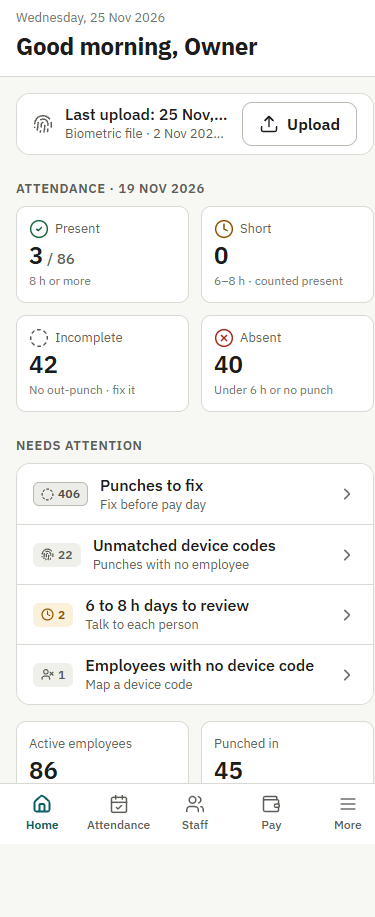 Wednesday, 25 Nov 2026
Good morning, Owner
Last upload: 25 Nov,...
Biometric file · 2 Nov 202...
Upload
ATTENDANCE · 19 NOV 2026
Present
3 / 86
8 h or more
Short
0
6–8 h · counted present
Incomplete
42
No out-punch · fix it
Absent
40
Under 6 h or no punch
NEEDS ATTENTION
406
Punches to fix
Fix before pay day
22
Unmatched device codes
Punches with no employee
2
6 to 8 h days to review
Talk to each person
1
Employees with no device code
Map a device code
Active employees
86
Punched in
45
Home
Attendance
Staff
Pay
More